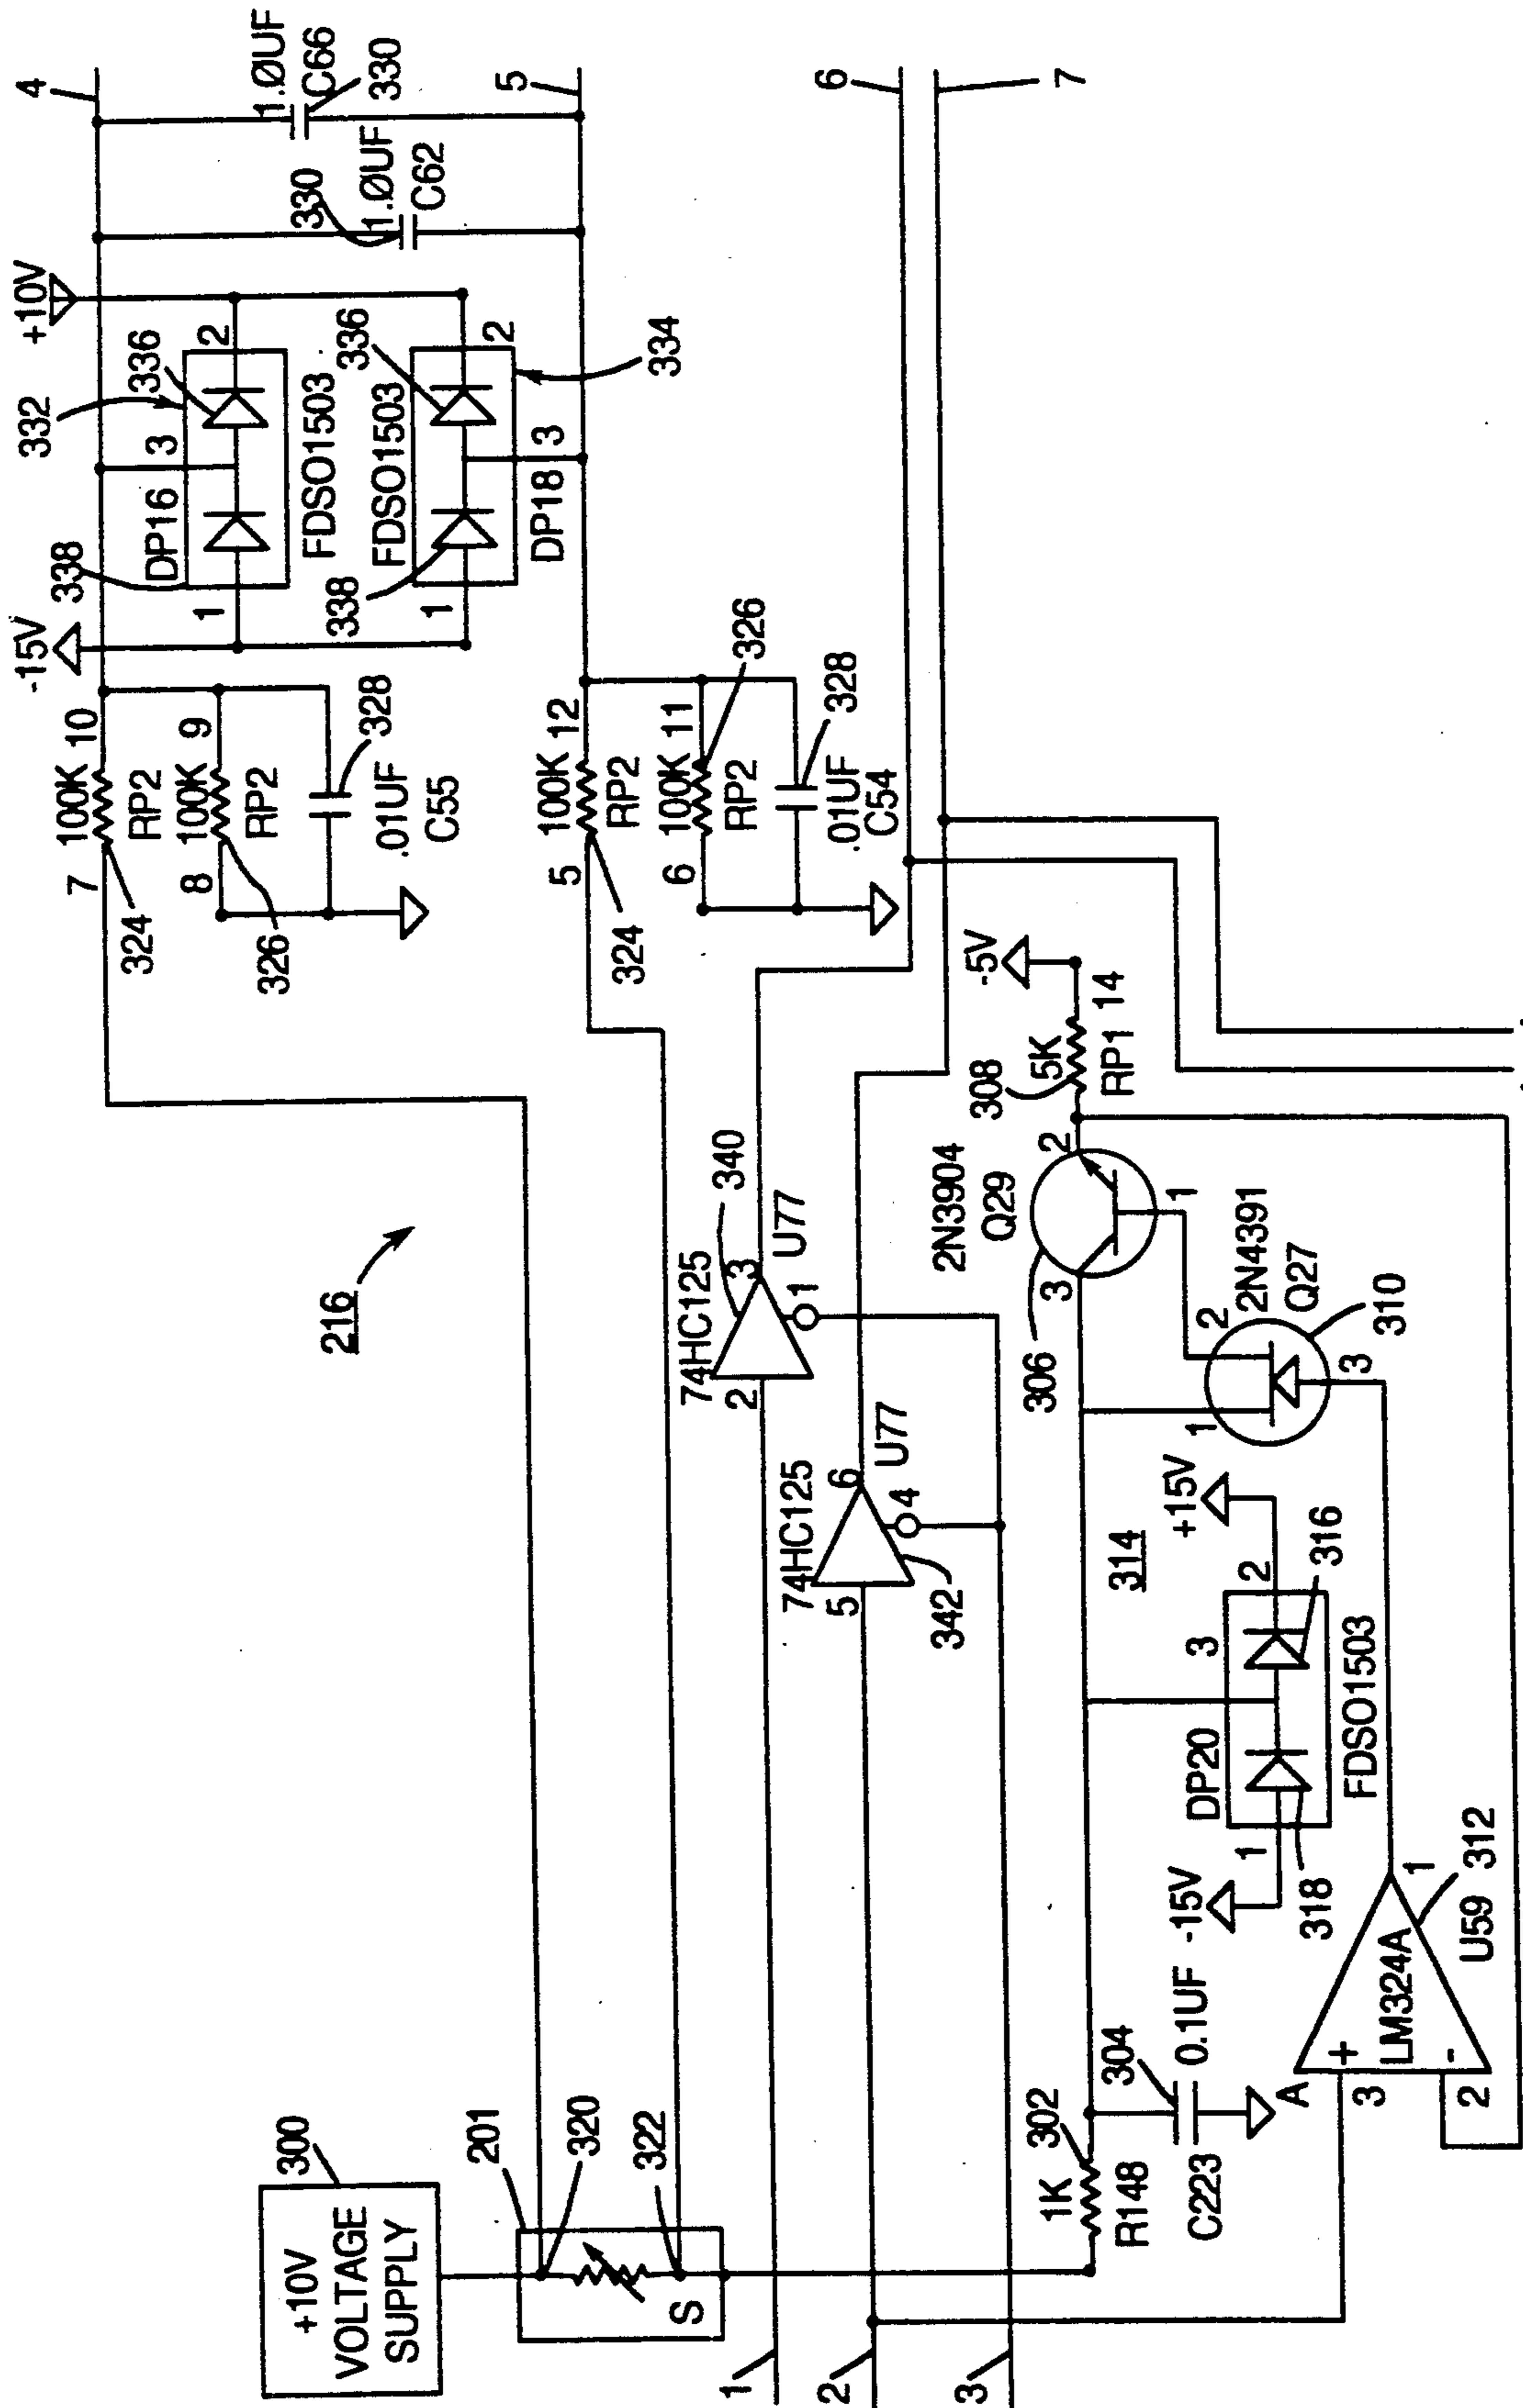 +10V
VOLTAGE
SUPPLY
300
201
320
322
S
1
2
3
216
7
100K
10
RP2
324
8
100K
9
RP2
326
328
.01UF
C55
-15V
+10V
332
338
DP16
3
336
1
2
FDSO1503
FDSO1503
336
338
1
2
3
DP18
334
4
1.0UF
C66
330
330
1.0UF
C62
5
5
100K
12
RP2
324
6
100K
11
RP2
326
328
.01UF
C54
6
7
74HC125
2
3
340
U77
1
74HC125
5
6
U77
4
342
1K
302
R148
304
C223
0.1UF
-15V
DP20
3
1
2
318
316
FDSO1503
314
+15V
2N3904
Q29
306
3
2
1
308
5K
RP1
14
-5V
2N4391
Q27
1
2
3
310
A
+
3
LM324A
-
2
1
U59
312